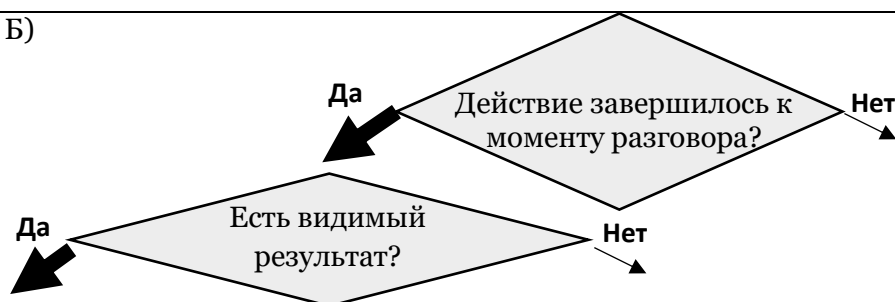 Б)
Да
Действие завершилось к
моменту разговора?
Нет
Да
Есть видимый
результат?
Нет